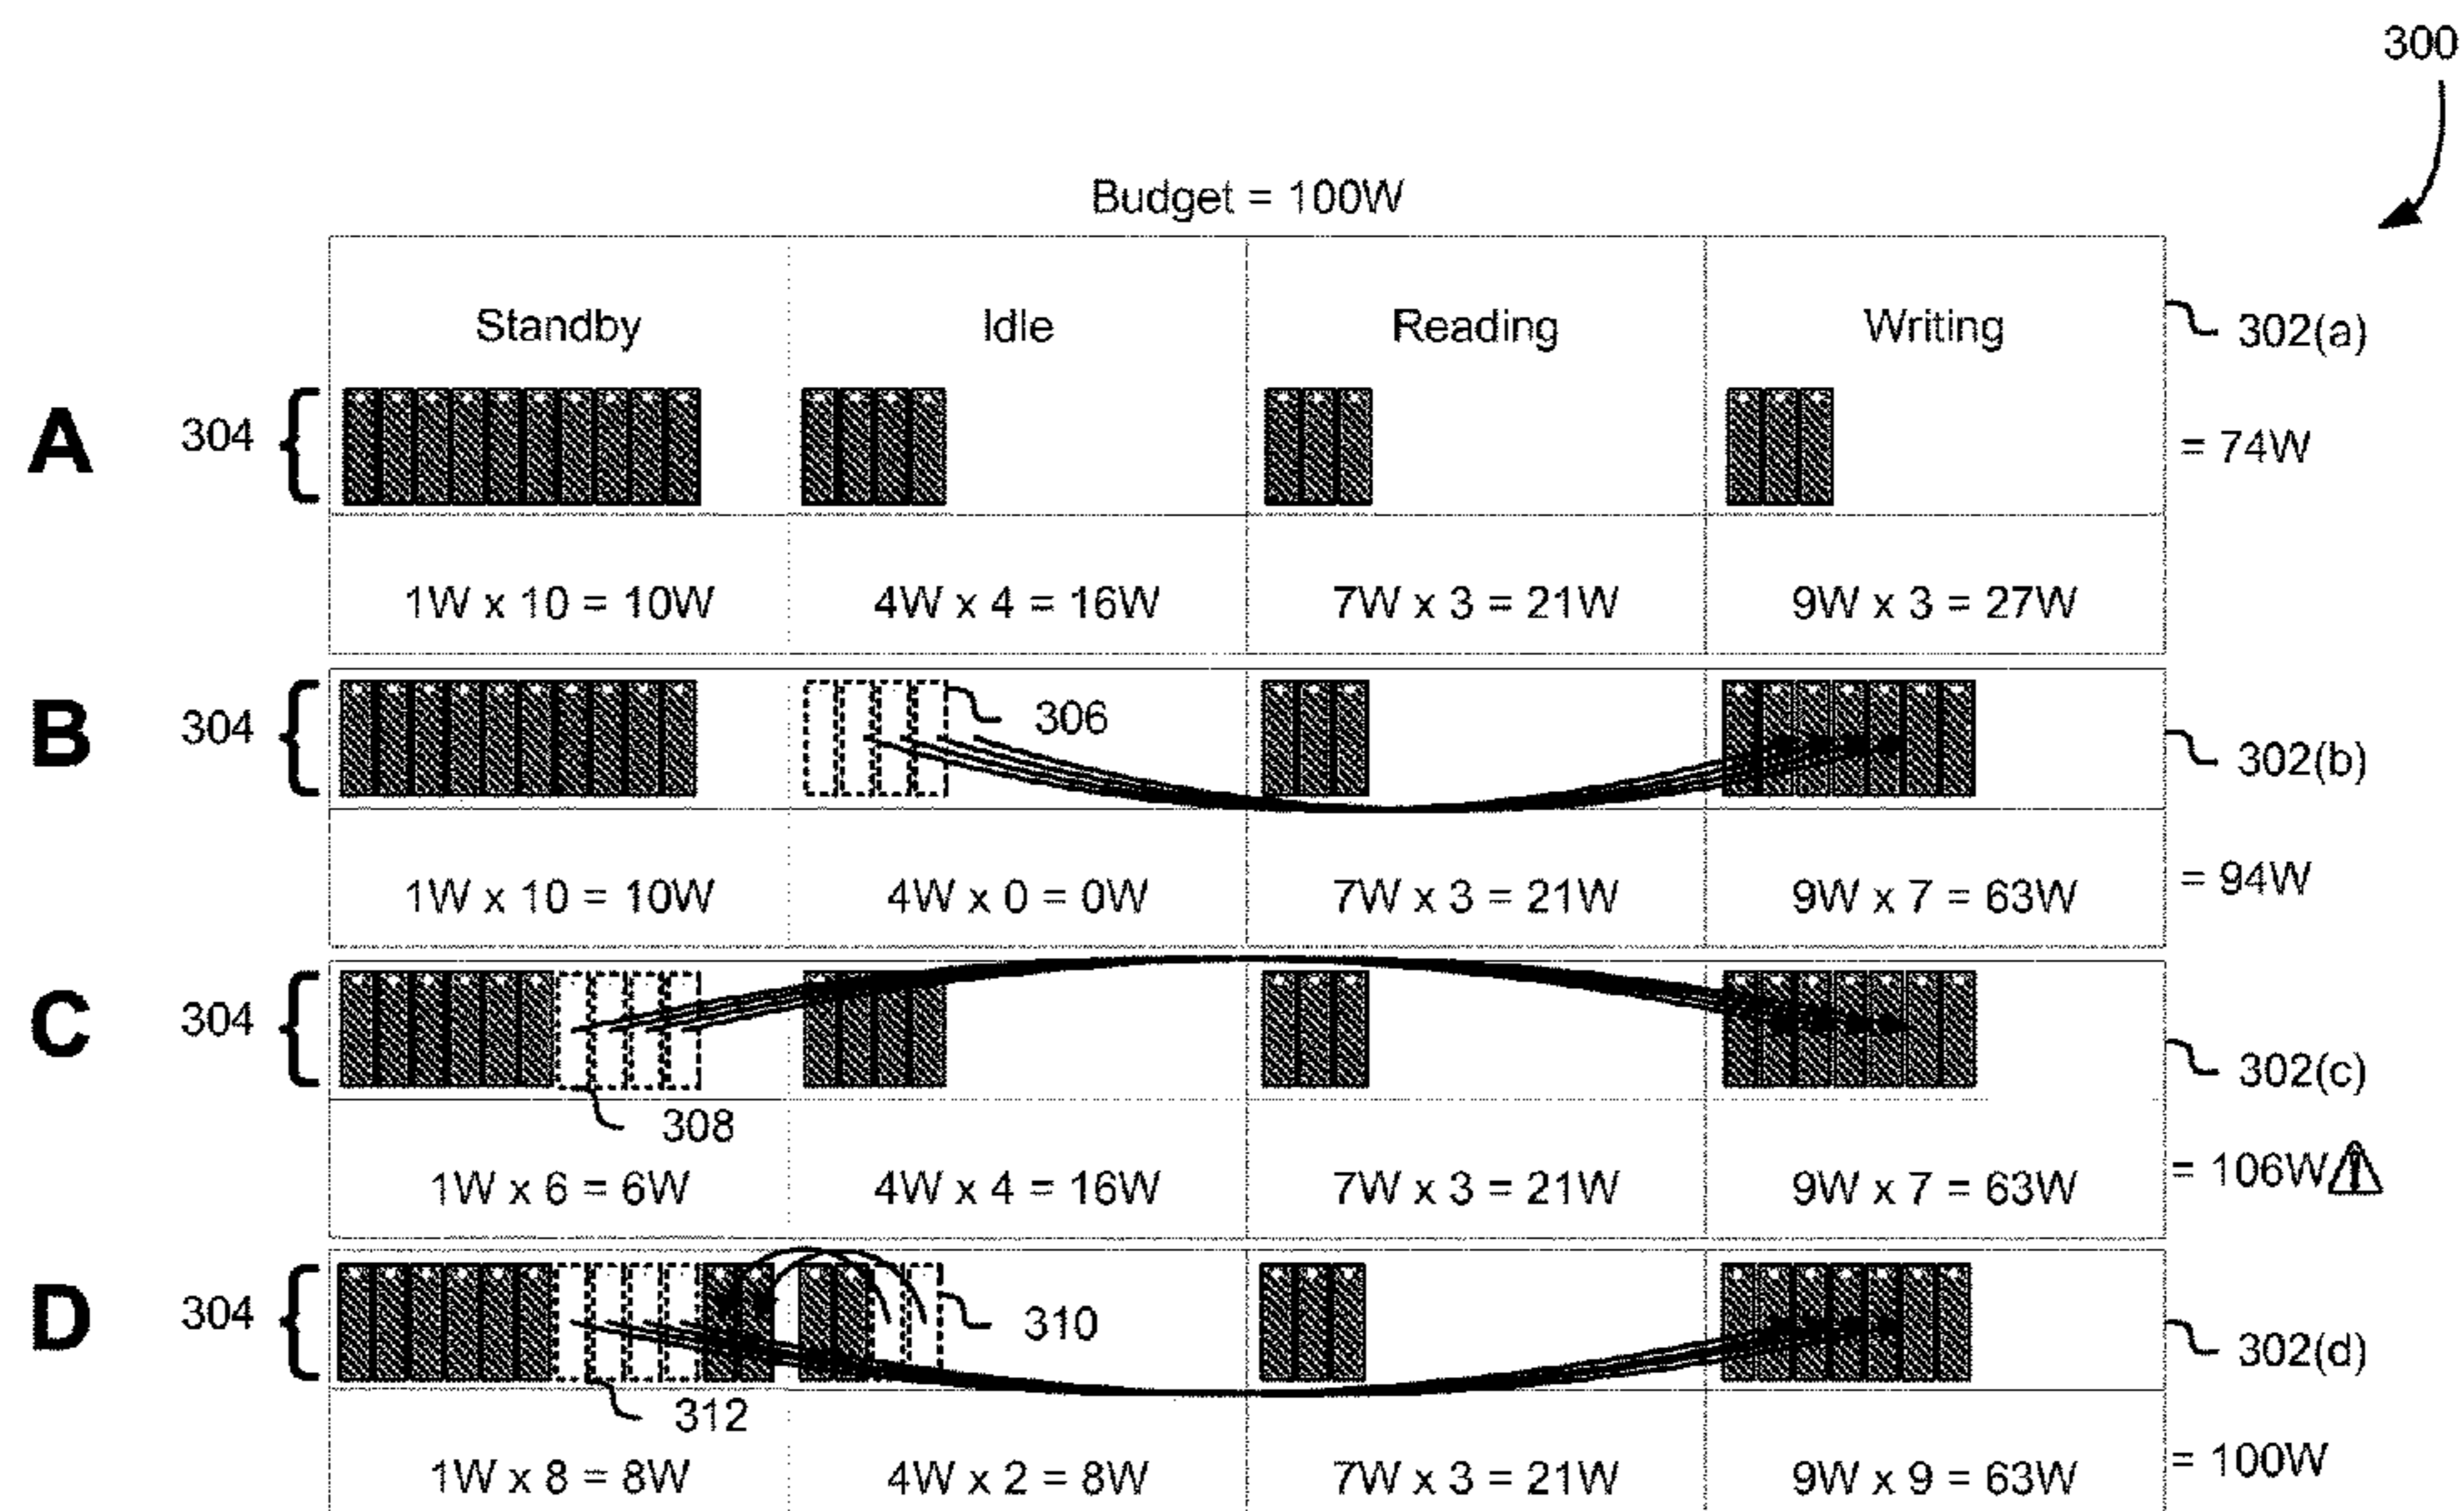 300
Budget = 100W
Standby Idle Reading Writing 302(a)
A 304 = 74W
1W x 10 = 10W 4W x 4 = 16W 7W x 3 = 21W 9W x 3 = 27W
B 304 306 302(b)
1W x 10 = 10W 4W x 0 = 0W 7W x 3 = 21W 9W x 7 = 63W = 94W
C 304 302(c)
308
1W x 6 = 6W 4W x 4 = 16W 7W x 3 = 21W 9W x 7 = 63W = 106W
D 304 310 302(d)
312
1W x 8 = 8W 4W x 2 = 8W 7W x 3 = 21W 9W x 9 = 63W = 100W